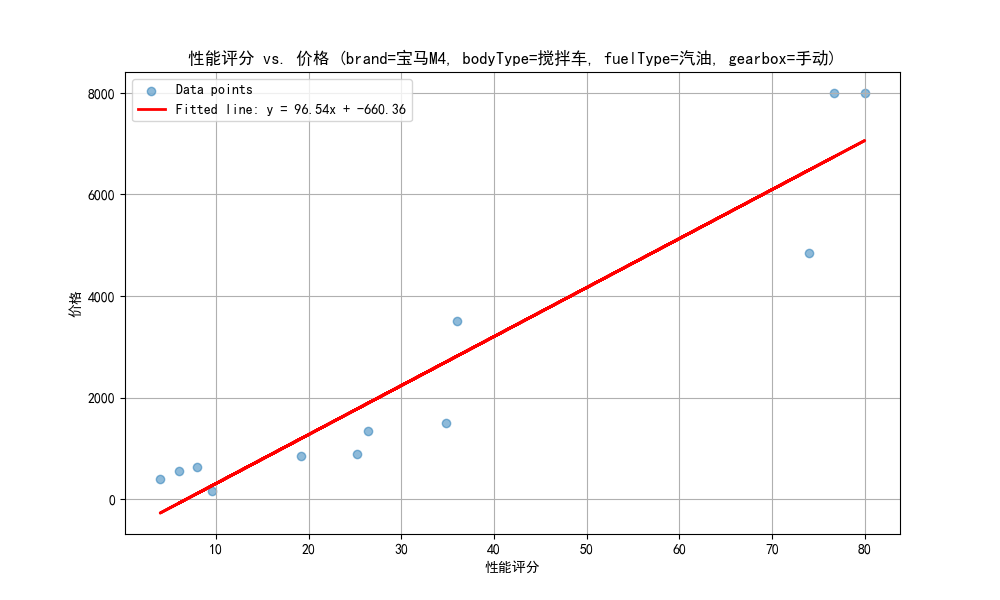 性能评分 vs. 价格 (brand=宝马M4, bodyType=搅拌车, fuelType=汽油, gearbox=手动)
Data points
Fitted line: y = 96.54x + -660.36
8000
6000
4000
2000
0
价格
10 20 30 40 50 60 70 80
性能评分